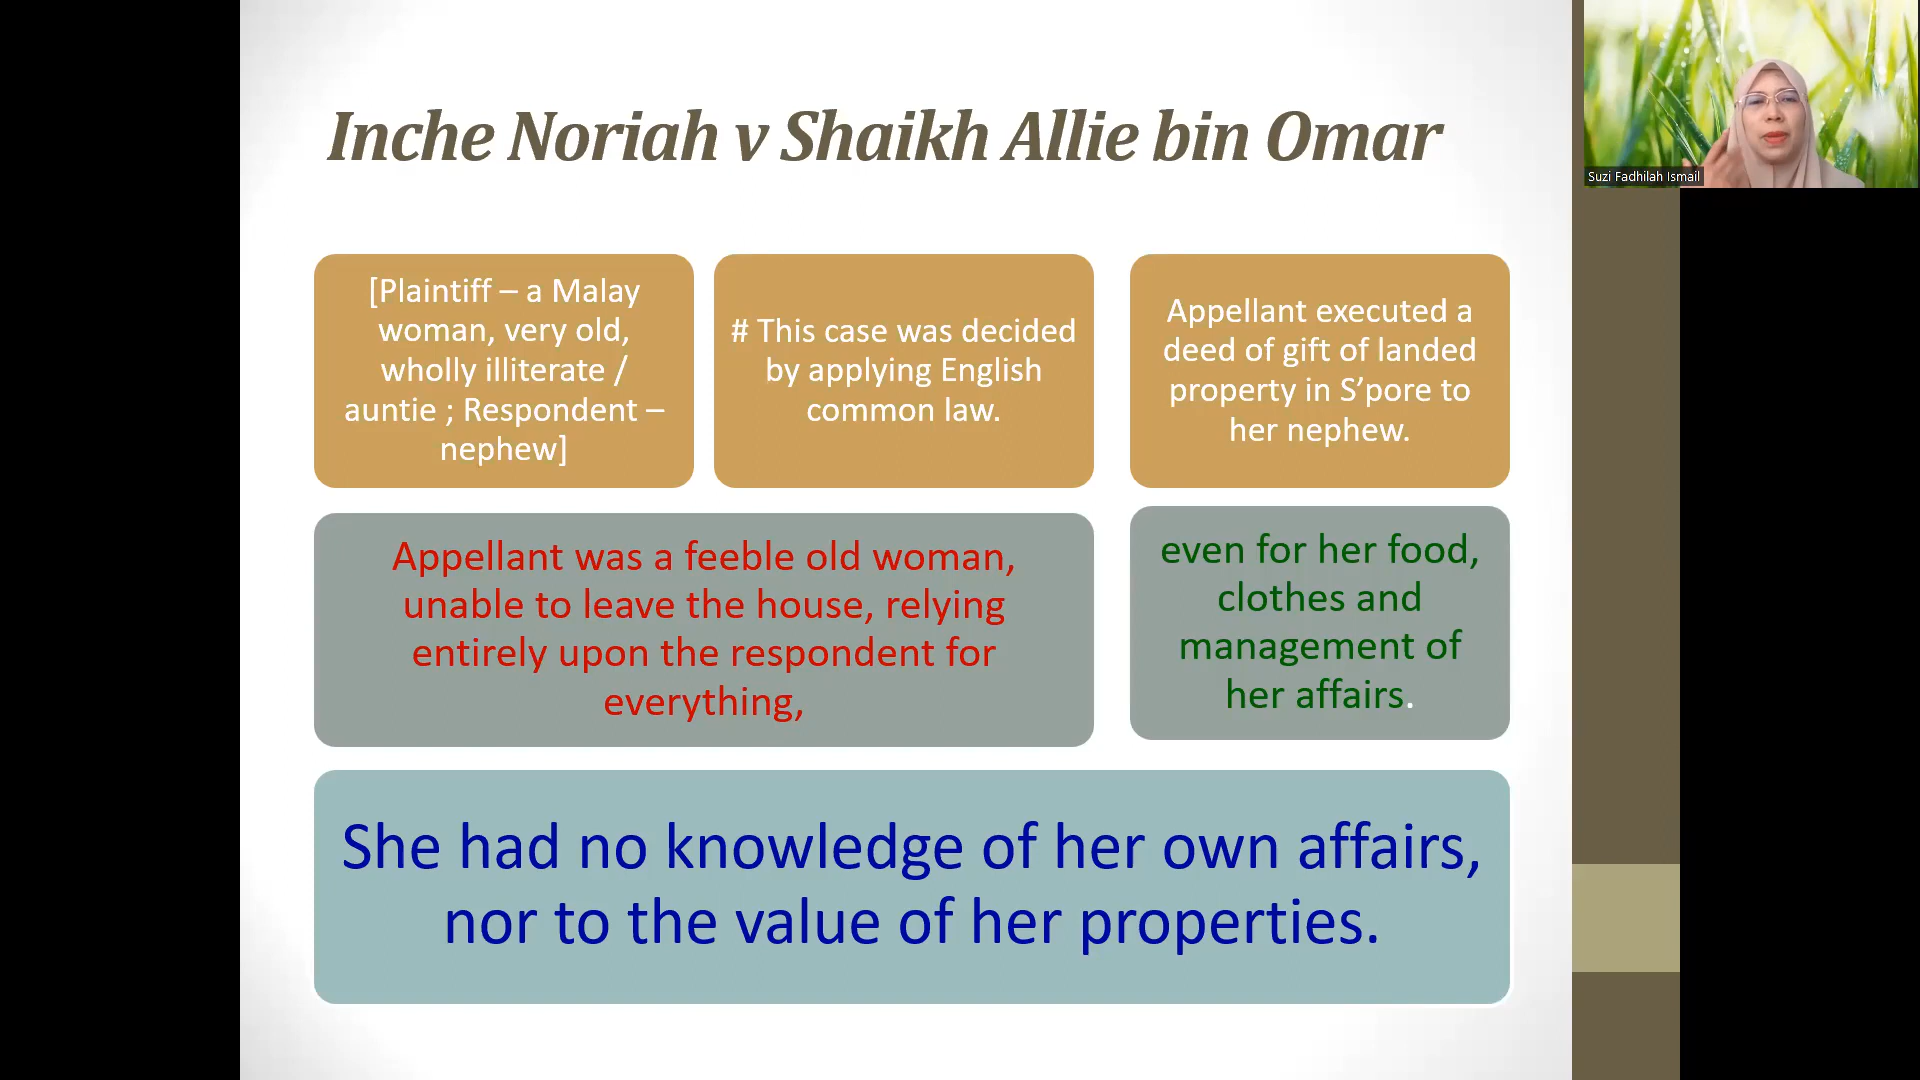 Inche Noriah v Shaikh Allie bin Omar
Suzi Fadhilah Ismail
[Plaintiff – a Malay
woman, very old,
wholly illiterate /
auntie ; Respondent –
nephew]
# This case was decided
by applying English
common law.
Appellant executed a
deed of gift of landed
property in S’pore to
her nephew.
Appellant was a feeble old woman,
unable to leave the house, relying
entirely upon the respondent for
everything,
even for her food,
clothes and
management of
her affairs.
She had no knowledge of her own affairs,
nor to the value of her properties.